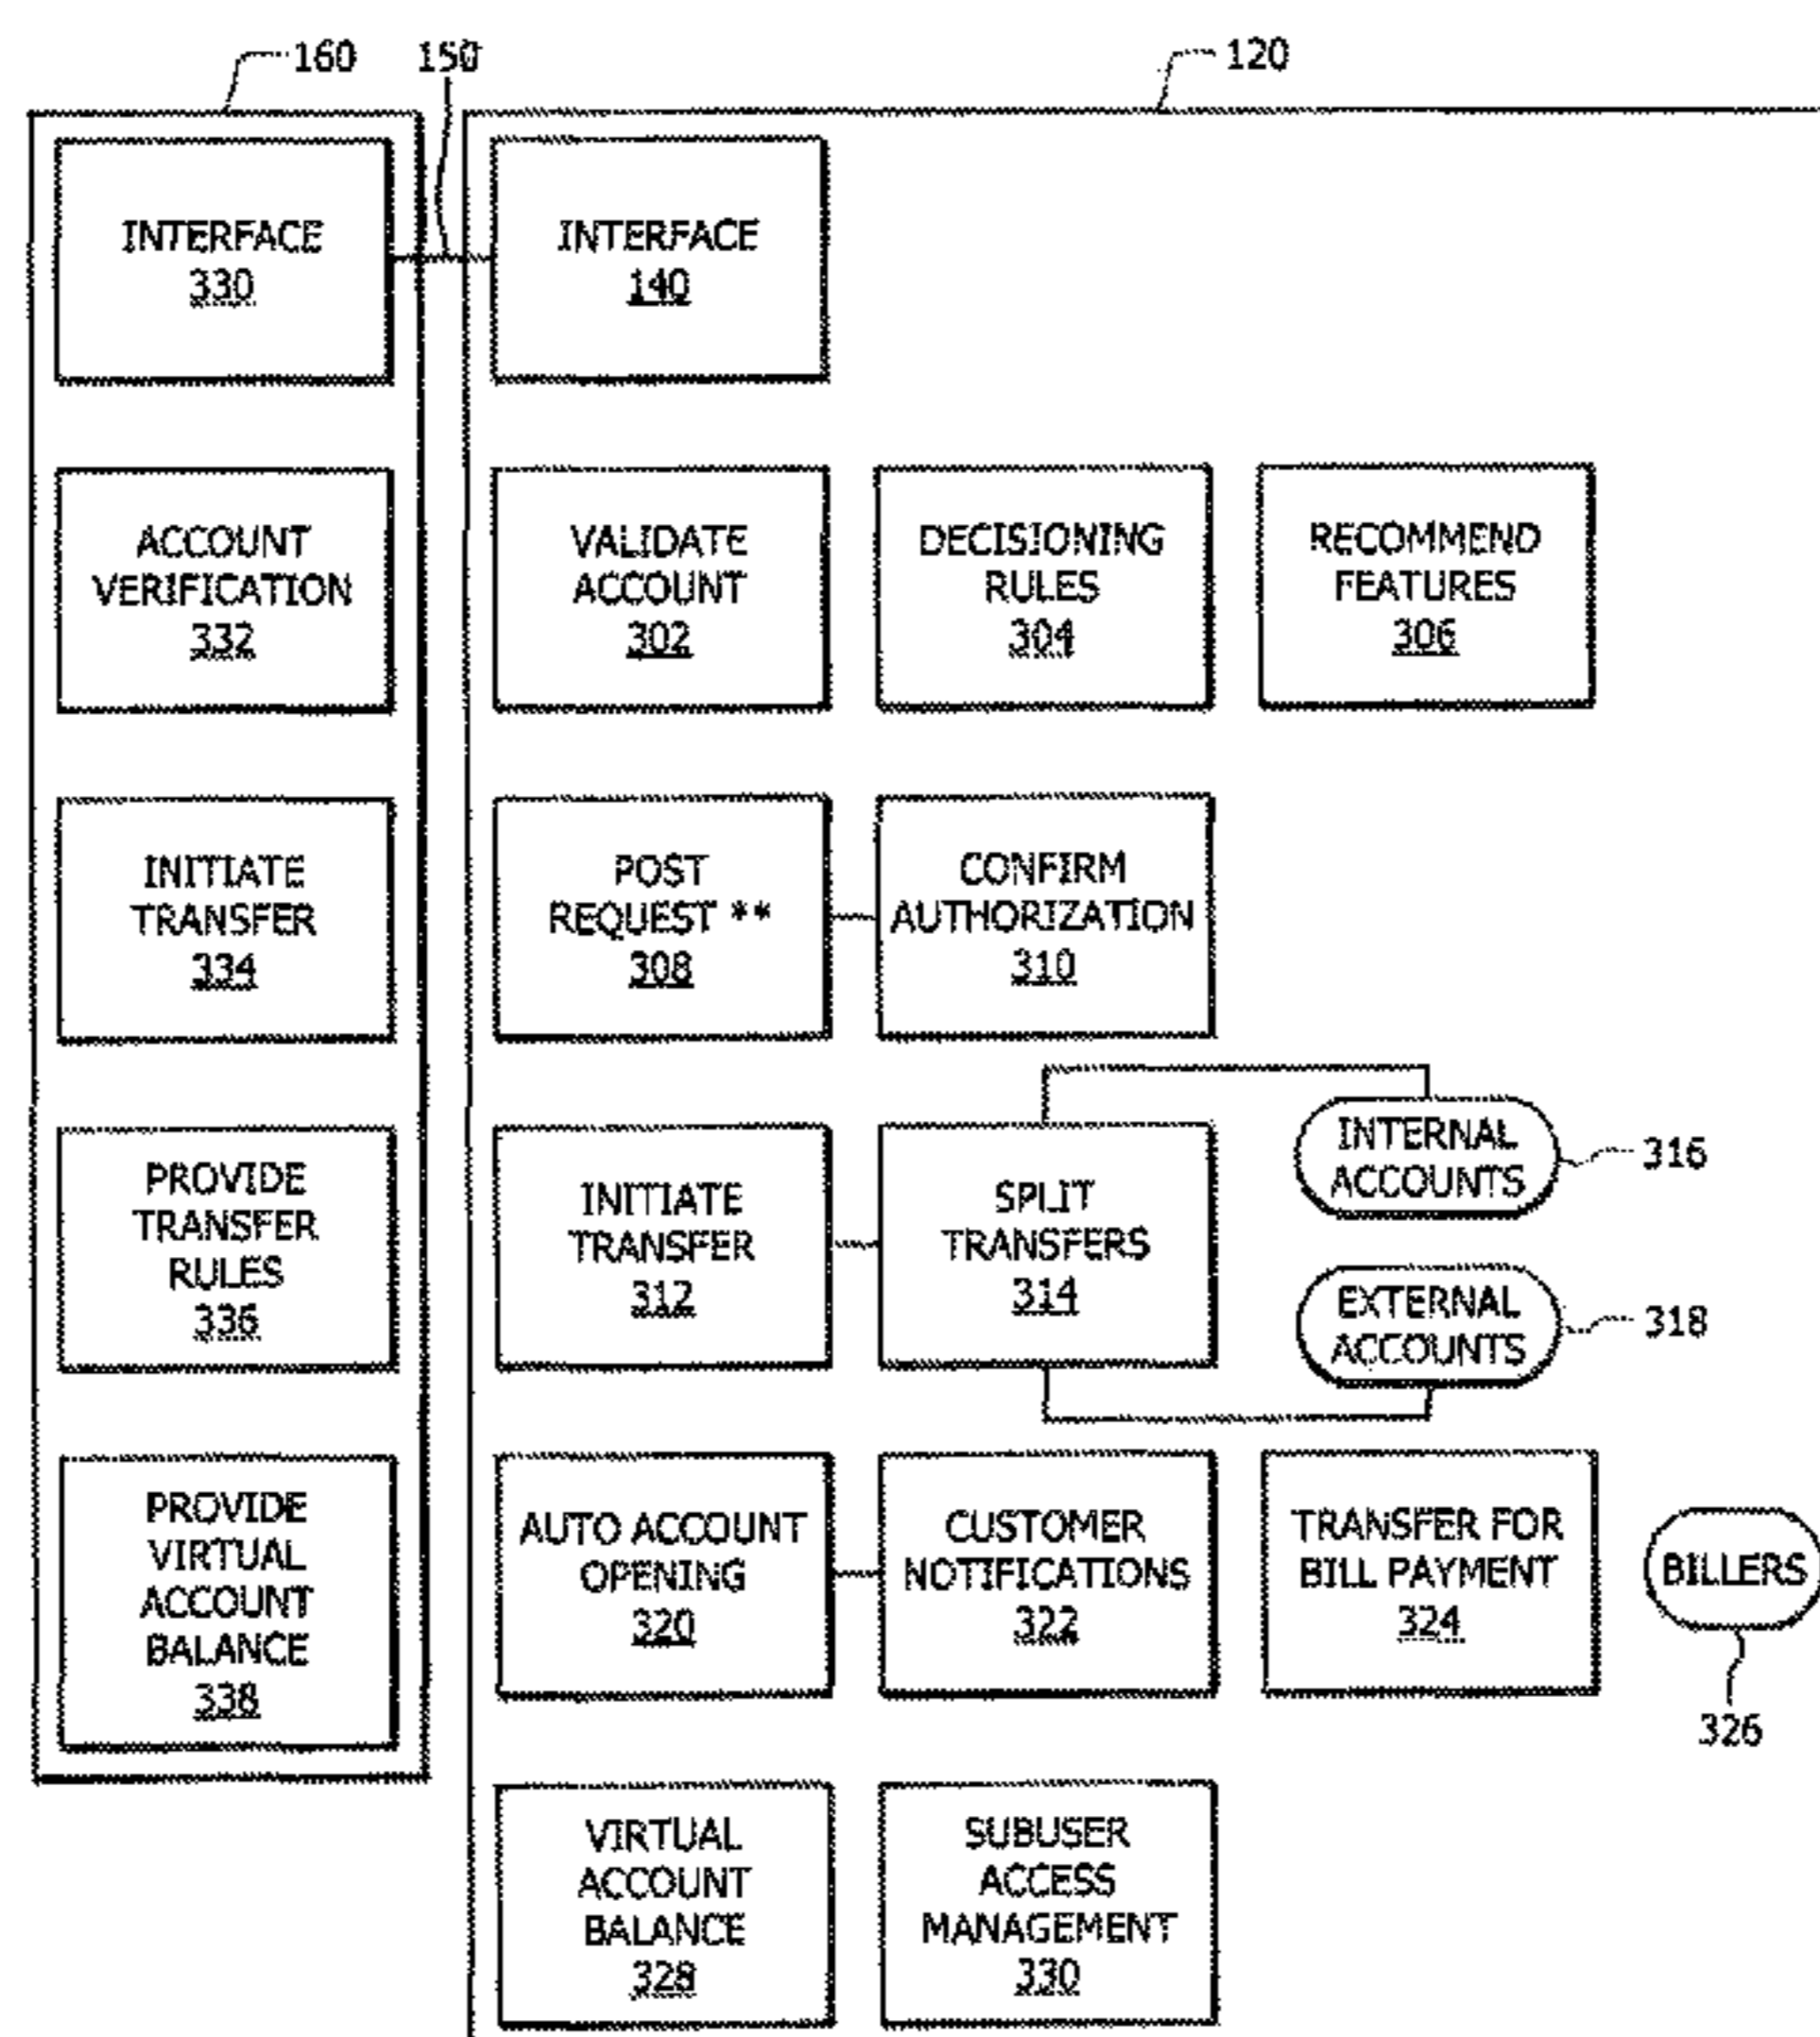 160
150
120
INTERFACE
330
INTERFACE
140
ACCOUNT
VERIFICATION
332
VALIDATE
ACCOUNT
302
DECISIONING
RULES
304
RECOMMEND
FEATURES
306
INITIATE
TRANSFER
334
POST
REQUEST **
308
CONFIRM
AUTHORIZATION
310
PROVIDE
TRANSFER
RULES
336
INITIATE
TRANSFER
312
SPLIT
TRANSFERS
314
INTERNAL
ACCOUNTS
316
EXTERNAL
ACCOUNTS
318
PROVIDE
VIRTUAL
ACCOUNT
BALANCE
338
AUTO ACCOUNT
OPENING
320
CUSTOMER
NOTIFICATIONS
322
TRANSFER FOR
BILL PAYMENT
324
BILLERS
326
VIRTUAL
ACCOUNT
BALANCE
328
SUBUSER
ACCESS
MANAGEMENT
330